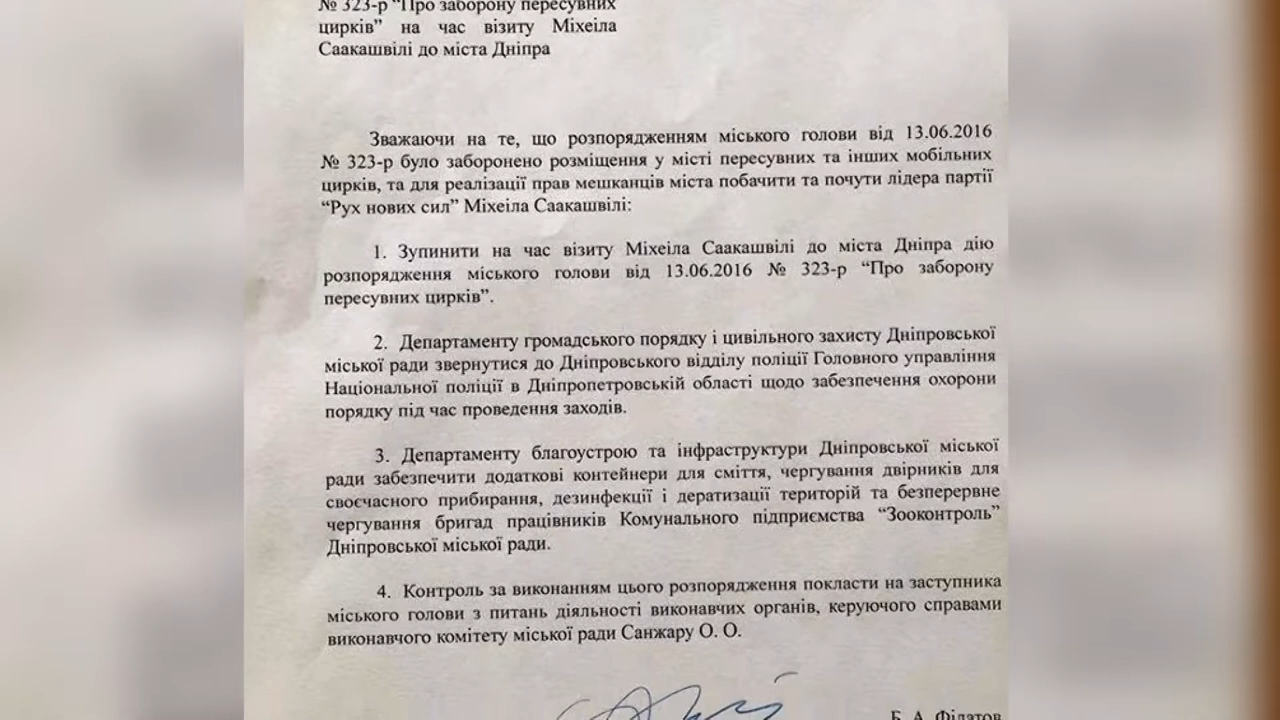 № 323-р “Про заборону пересувних
цирків” на час візиту Міхеіла
Саакашвілі до міста Дніпра
Зважаючи на те, що розпорядженням міського голови від 13.06.2016
№ 323-р було заборонено розміщення у місті пересувних та інших мобільних
цирків, та для реалізації прав мешканців міста побачити та почути лідера партії
“Рух нових сил” Міхеіла Саакашвілі:
1. Зупинити на час візиту Міхеіла Саакашвілі до міста Дніпра дію
розпорядження міського голови від 13.06.2016 № 323-р “Про заборону
пересувних цирків”.
2. Департаменту громадського порядку і цивільного захисту Дніпровської
міської ради звернутися до Дніпровського відділу поліції Головного управління
Національної поліції в Дніпропетровській області щодо забезпечення охорони
порядку під час проведення заходів.
3. Департаменту благоустрою та інфраструктури Дніпровської міської
ради забезпечити додаткові контейнери для сміття, чергування двірників для
своєчасного прибирання, дезинфекції і дератизації територій та безперервне
чергування бригад працівників Комунального підприємства “Зооконтроль”
Дніпровської міської ради.
4. Контроль за виконанням цього розпорядження покласти на заступника
міського голови з питань діяльності виконавчих органів, керуючого справами
виконавчого комітету міської ради Санжару О. О.
Б. А. Філатов